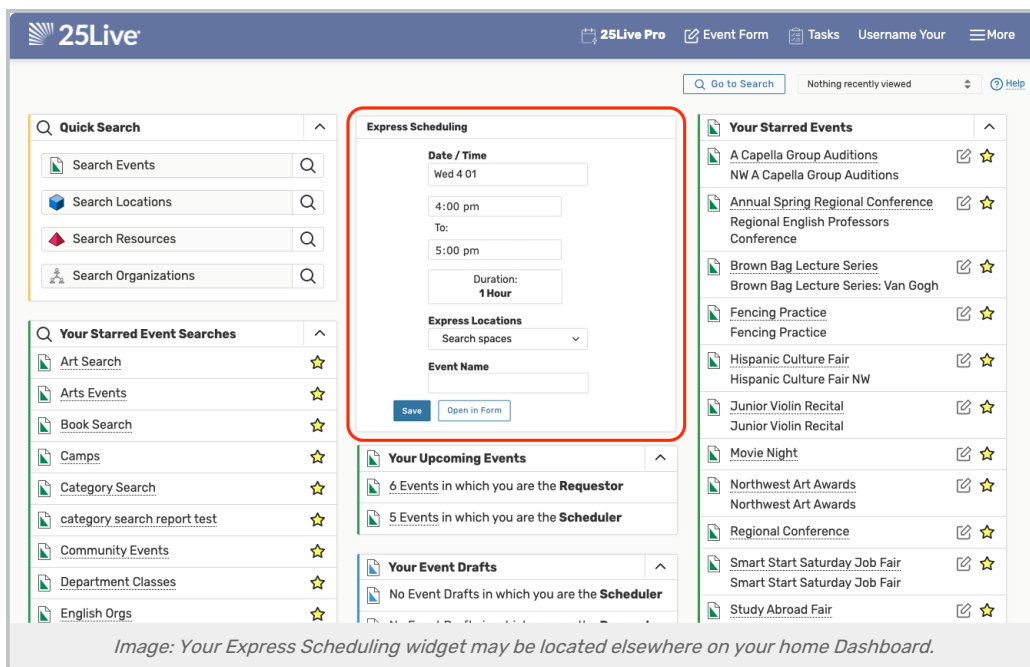 25Live
25Live Pro
Event Form
Tasks
Username Your
More
Go to Search
Nothing recently viewed
Help
Quick Search
Search Events
Search Locations
Search Resources
Search Organizations
Your Starred Event Searches
Art Search
Arts Events
Book Search
Camps
Category Search
category search report test
Community Events
Department Classes
English Orgs
Express Scheduling
Date / Time
Wed 4 01
4:00 pm
To:
5:00 pm
Duration:
1 Hour
Express Locations
Search spaces
Event Name
Save
Open in Form
Your Upcoming Events
6 Events in which you are the Requestor
5 Events in which you are the Scheduler
Your Event Drafts
No Event Drafts in which you are the Scheduler
Your Starred Events
A Capella Group Auditions
NW A Capella Group Auditions
Annual Spring Regional Conference
Regional English Professors
Conference
Brown Bag Lecture Series
Brown Bag Lecture Series: Van Gogh
Fencing Practice
Fencing Practice
Hispanic Culture Fair
Hispanic Culture Fair NW
Junior Violin Recital
Junior Violin Recital
Movie Night
Northwest Art Awards
Northwest Art Awards
Regional Conference
Smart Start Saturday Job Fair
Smart Start Saturday Job Fair
Study Abroad Fair
Image: Your Express Scheduling widget may be located elsewhere on your home Dashboard.